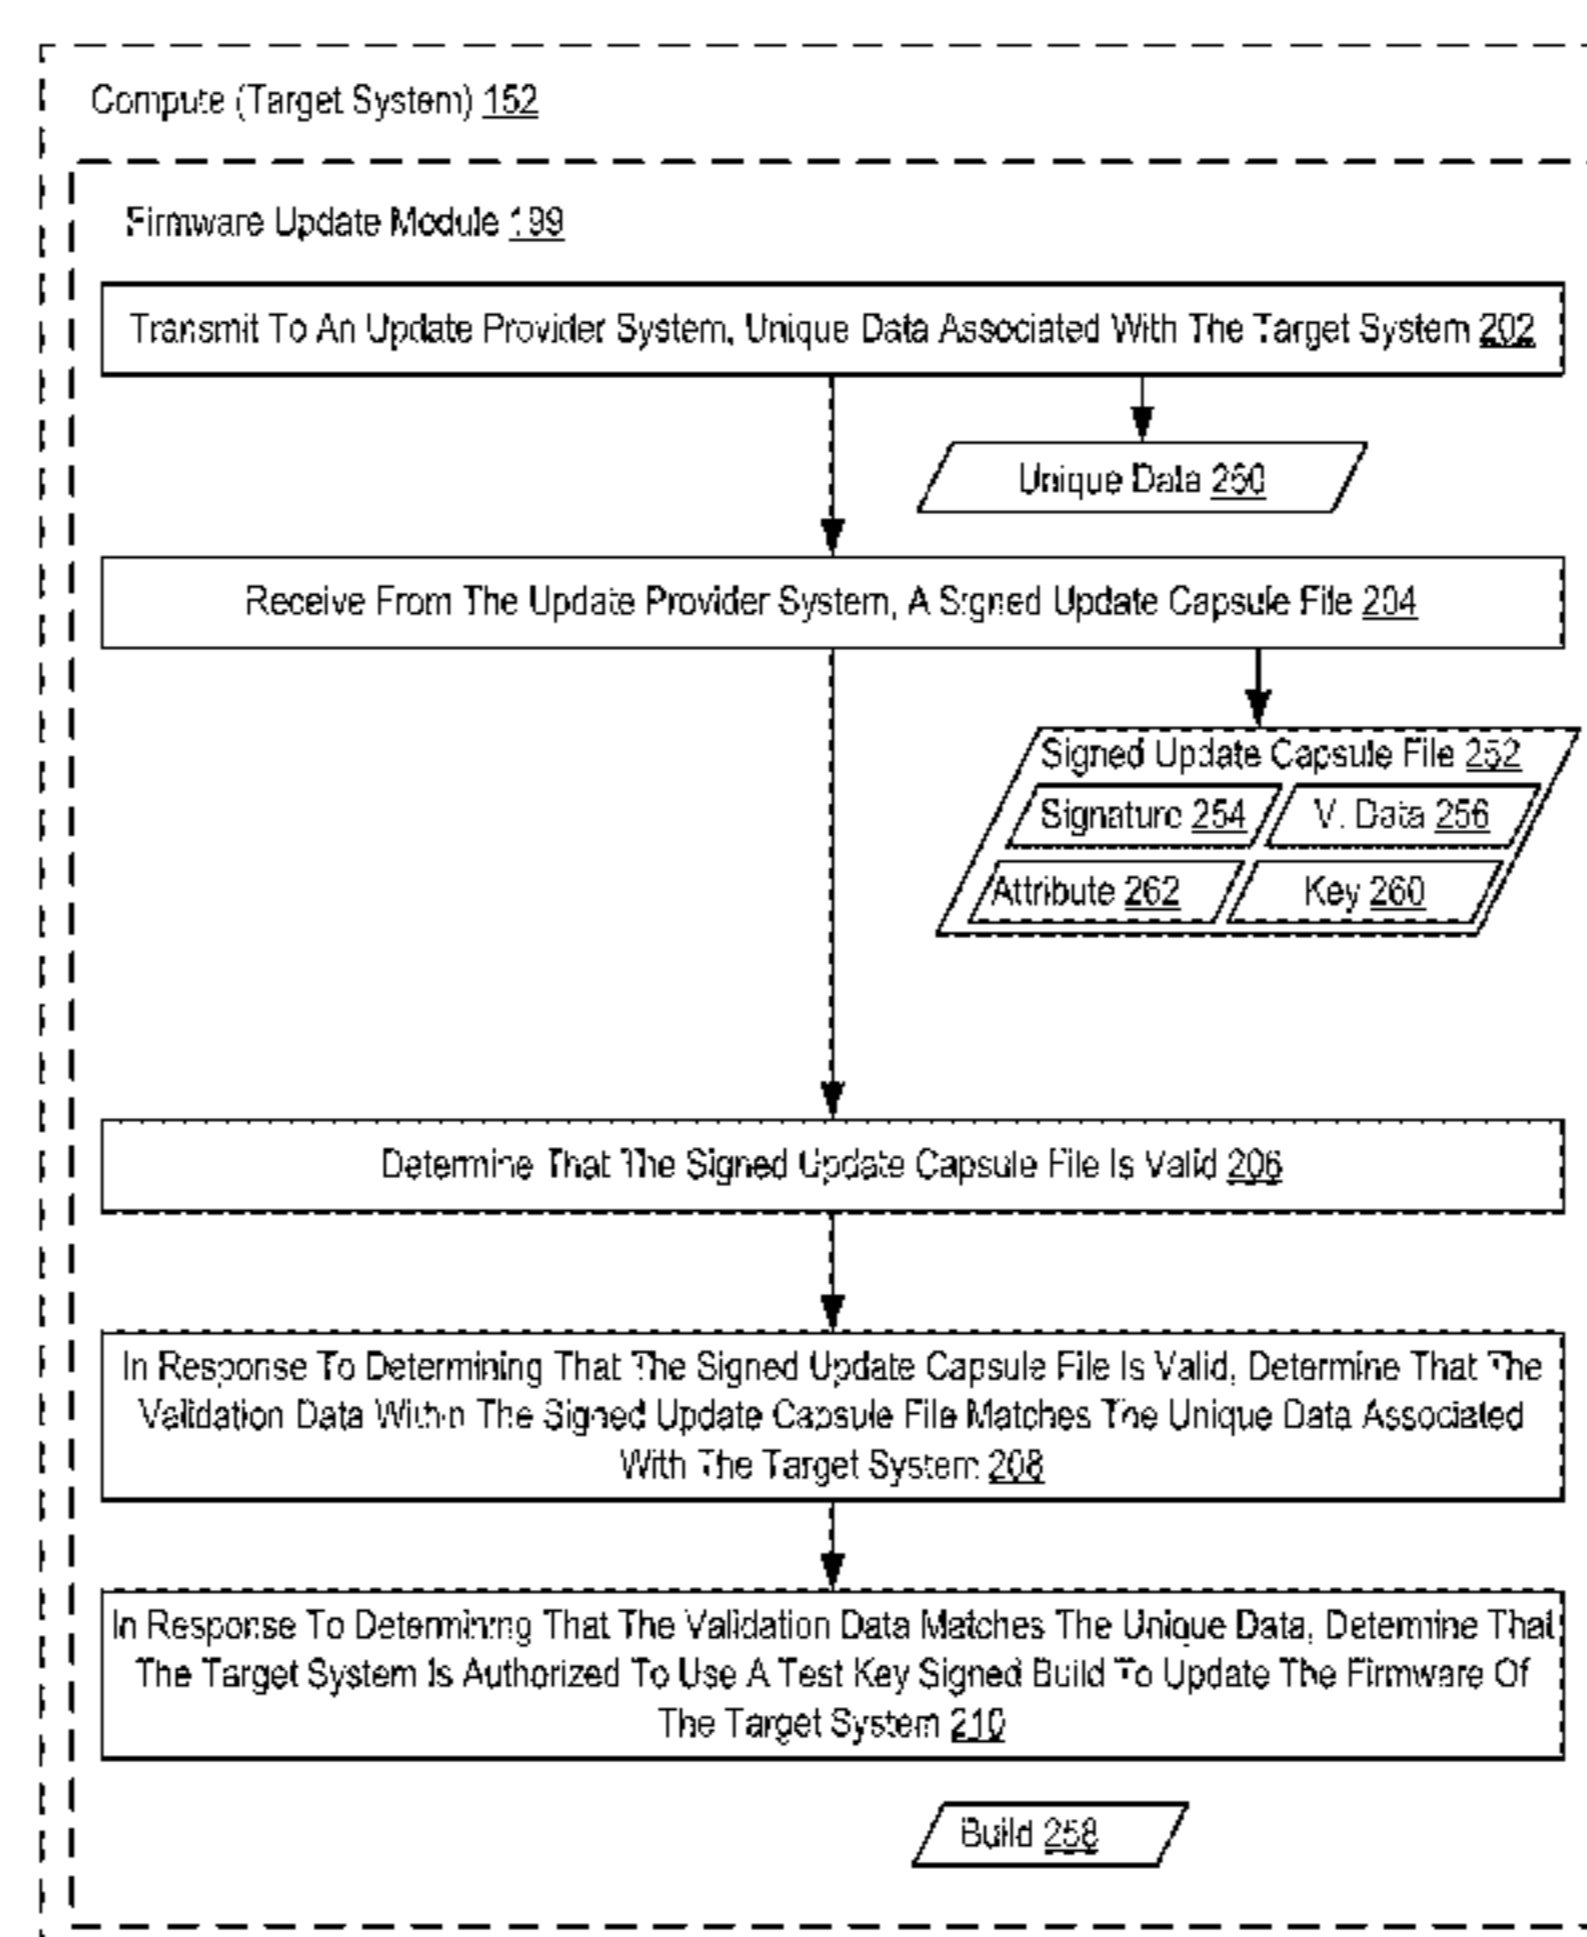 Compute (Target System) 152
Firmware Update Module 199
Transmit To An Update Provider System, Unique Data Associated With The Target System 202
Unique Data 250
Receive From The Update Provider System, A Signed Update Capsule File 204
Signed Update Capsule File 252
Signature 254 V. Data 256
Attribute 262 Key 260
Determine That The Signed Update Capsule File Is Valid 206
In Response To Determining That The Signed Update Capsule File Is Valid, Determine That The
Validation Data Within The Signed Update Capsule File Matches The Unique Data Associated
With The Target System 208
In Response To Determining That The Validation Data Matches The Unique Data, Determine That
The Target System Is Authorized To Use A Test Key Signed Build To Update The Firmware Of
The Target System 210
Build 258